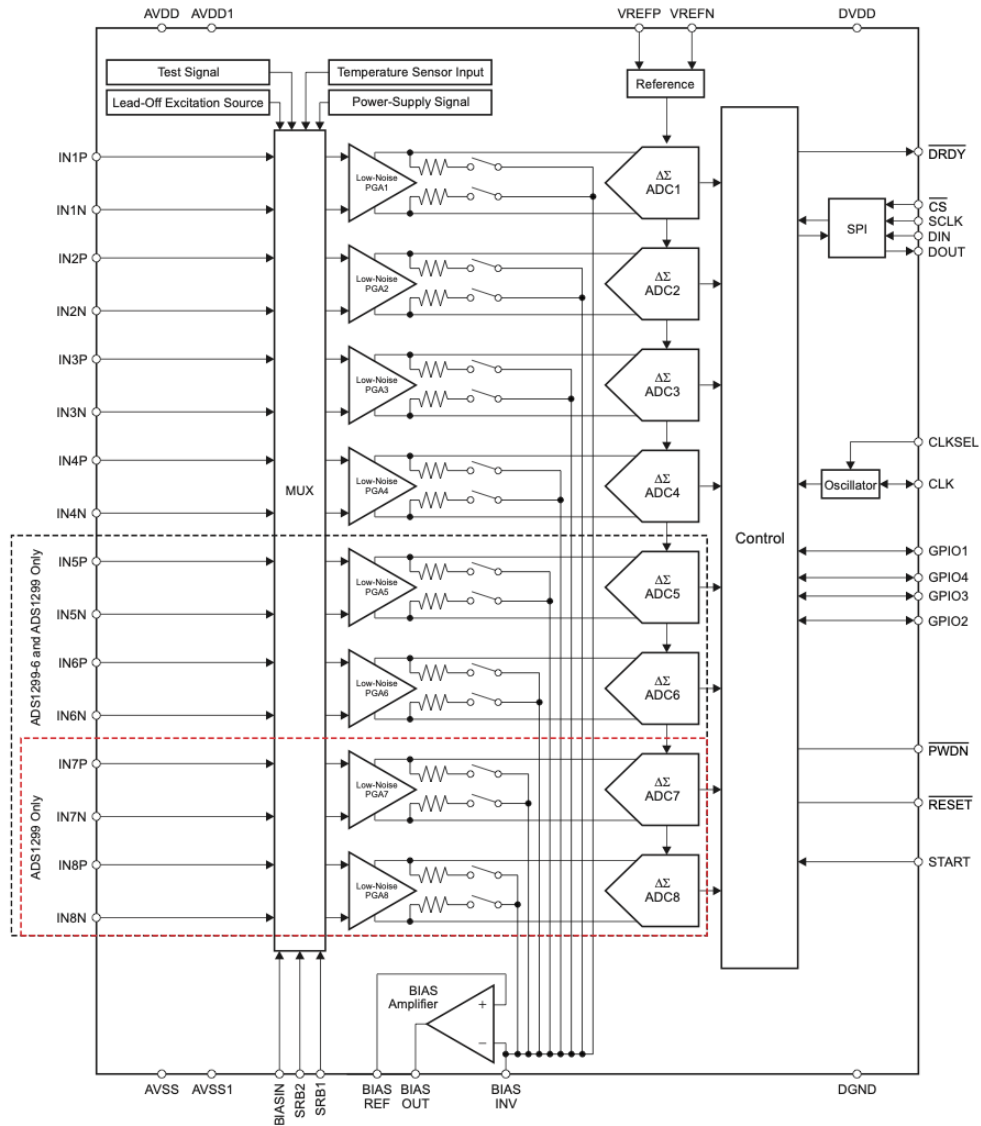 AVDD AVDD1
VREFP VREFN
DVDD
Test Signal
Temperature Sensor Input
Lead-Off Excitation Source
Power-Supply Signal
Reference
IN1P
IN1N
IN2P
IN2N
IN3P
IN3N
IN4P
IN4N
IN5P
IN5N
IN6P
IN6N
IN7P
IN7N
IN8P
IN8N
ADS1299-6 and ADS1299 Only
ADS1299 Only
MUX
Low-Noise
PGA1
Low-Noise
PGA2
Low-Noise
PGA3
Low-Noise
PGA4
Low-Noise
PGA5
Low-Noise
PGA6
Low-Noise
PGA7
Low-Noise
PGA8
ΔΣ
ADC1
ΔΣ
ADC2
ΔΣ
ADC3
ΔΣ
ADC4
ΔΣ
ADC5
ΔΣ
ADC6
ΔΣ
ADC7
ΔΣ
ADC8
Control
SPI
Oscillator
DRDY
CS
SCLK
DIN
DOUT
CLKSEL
CLK
GPIO1
GPIO4
GPIO3
GPIO2
PWDN
RESET
START
BIAS
Amplifier
+
−
AVSS AVSS1
BIASIN
SRB2
SRB1
BIAS
REF
BIAS
OUT
BIAS
INV
DGND